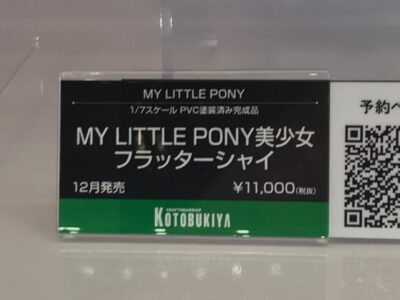 MY LITTLE PONY
1/7スケール PVC塗装済み完成品
MY LITTLE PONY美少女
フラッターシャイ
12月発売 ¥11,000(税抜)
CRAFTSMANSHIP
KOTOBUKIYA
予約へ